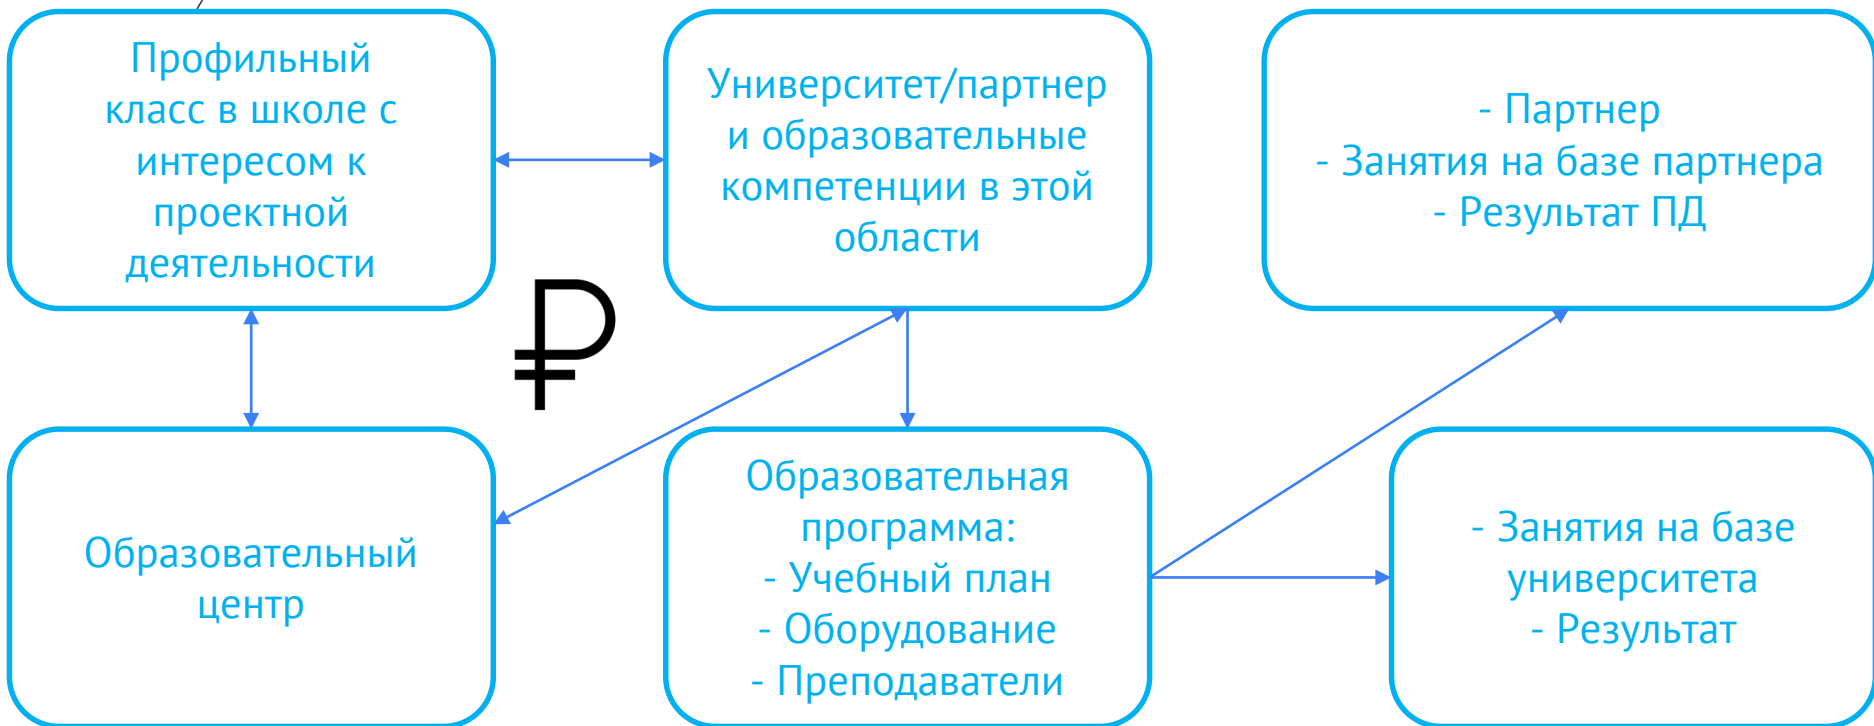 Профильный
класс в школе с
интересом к
проектной
деятельности
Университет/партнер
и образовательные
компетенции в этой
области
- Партнер
- Занятия на базе партнера
- Результат ПД
₽
Образовательный
центр
Образовательная
программа:
- Учебный план
- Оборудование
- Преподаватели
- Занятия на базе
университета
- Результат